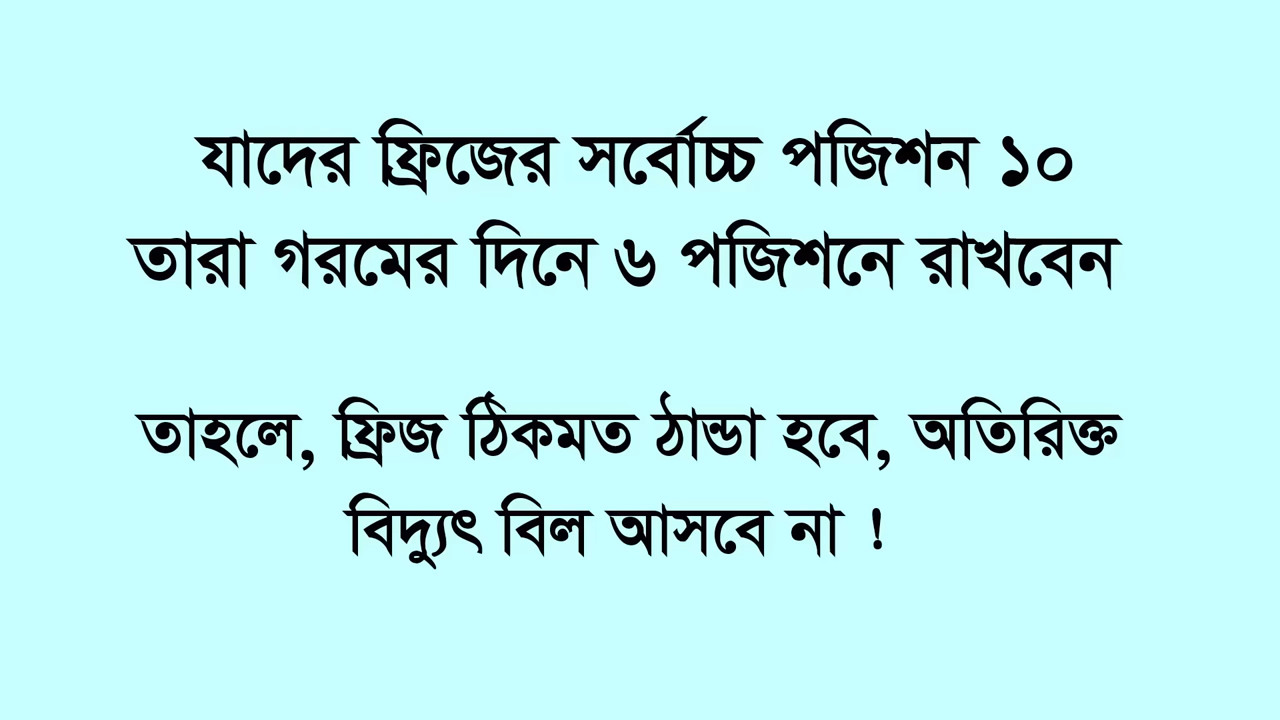 যাদের ফ্রিজের সর্বোচ্চ পজিশন ১০
তারা গরমের দিনে ৬ পজিশনে রাখবেন
তাহলে, ফ্রিজ ঠিকমত ঠান্ডা হবে, অতিরিক্ত
বিদ্যুৎ বিল আসবে না !